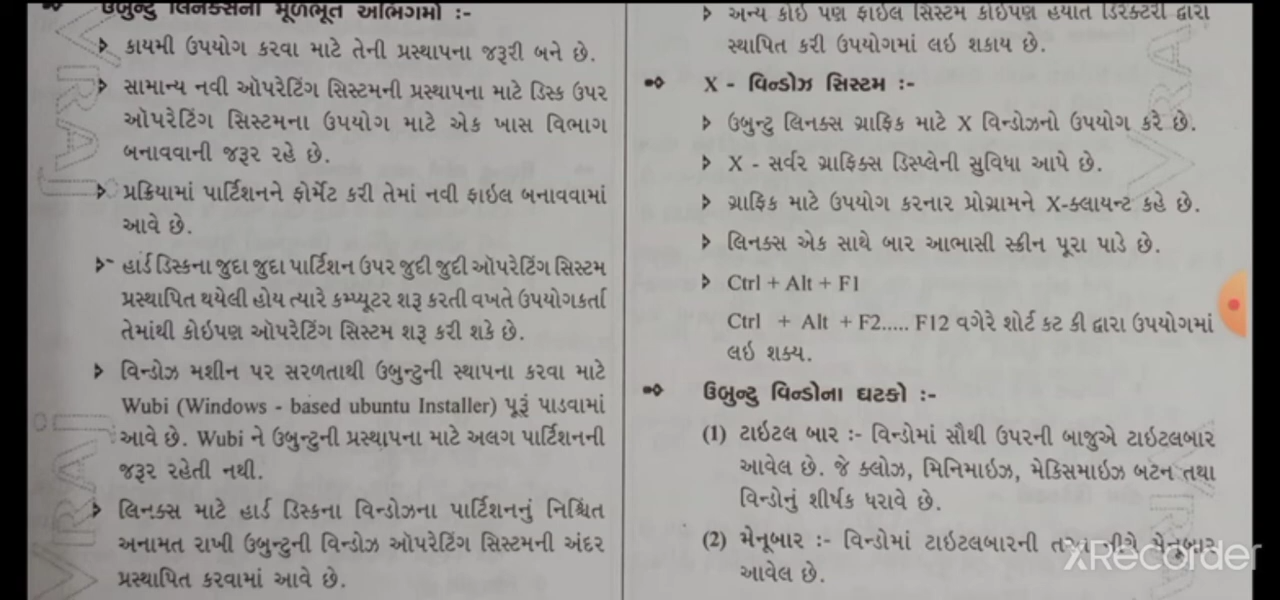 ઉબુન્ટુ લિનક્સના મૂળભૂત અભિગમો :-
કાયમી ઉપયોગ કરવા માટે તેની પ્રસ્થાપના જરૂરી બને છે.
સામાન્ય નવી ઑપરેટિંગ સિસ્ટમની પ્રસ્થાપના માટે ડિસ્ક ઉપર
ઑપરેટિંગ સિસ્ટમના ઉપયોગ માટે એક ખાસ વિભાગ
બનાવવાની જરૂર રહે છે.
પ્રક્રિયામાં પાર્ટિશનને ફોર્મેટ કરી તેમાં નવી ફાઇલ બનાવવામાં
આવે છે.
હાર્ડ ડિસ્કના જુદા જુદા પાર્ટિશન ઉપર જુદી જુદી ઑપરેટિંગ સિસ્ટમ
પ્રસ્થાપિત થયેલી હોય ત્યારે કમ્પ્યૂટર શરૂ કરતી વખતે ઉપયોગકર્તા
તેમાંથી કોઇપણ ઑપરેટિંગ સિસ્ટમ શરૂ કરી શકે છે.
વિન્ડોઝ મશીન પર સરળતાથી ઉબુન્ટુની સ્થાપના કરવા માટે
Wubi (Windows - based ubuntu Installer) પૂરૂં પાડવામાં
આવે છે. Wubi ને ઉબુન્ટુની પ્રસ્થાપના માટે અલગ પાર્ટિશનની
જરૂર રહેતી નથી.
લિનક્સ માટે હાર્ડ ડિસ્કના વિન્ડોઝના પાર્ટિશનનું નિશ્ચિંત
અનામત રાખી ઉબુન્ટુની વિન્ડોઝ ઑપરેટિંગ સિસ્ટમની અંદર
પ્રસ્થાપિત કરવામાં આવે છે.
અન્ય કોઇ પણ ફાઇલ સિસ્ટમ કોઇપણ હયાત ડિરેક્ટરી દ્વારા
સ્થાપિત કરી ઉપયોગમાં લઇ શકાય છે.
X - વિન્ડોઝ સિસ્ટમ :-
ઉબુન્ટુ લિનક્સ ગ્રાફિક માટે X વિન્ડોઝનો ઉપયોગ કરે છે.
X - સર્વર ગ્રાફિક્સ ડિસ્પ્લેની સુવિધા આપે છે.
ગ્રાફિક માટે ઉપયોગ કરનાર પ્રોગ્રામને X-ક્લાયન્ટ કહે છે.
લિનક્સ એક સાથે બાર આભાસી સ્ક્રીન પૂરા પાડે છે.
Ctrl + Alt + F1
Ctrl + Alt + F2..... F12 વગેરે શોર્ટ કટ કી દ્વારા ઉપયોગમાં
લઇ શક્ય.
ઉબુન્ટુ વિન્ડોના ઘટકો :-
(1) ટાઇટલ બાર :- વિન્ડોમાં સૌથી ઉપરની બાજુએ ટાઇટલબાર
આવેલ છે. જે ક્લોઝ, મિનિમાઇઝ, મેક્સિમાઇઝ બટન તથા
વિન્ડોનું શીર્ષક ધરાવે છે.
(2) મેનૂબાર :- વિન્ડોમાં ટાઇટલબારની તરત નીચે મેનૂબાર
આવેલ છે.
XRecorder
VIRAJ
VIRAJ
VIRAJ
VIRAJ